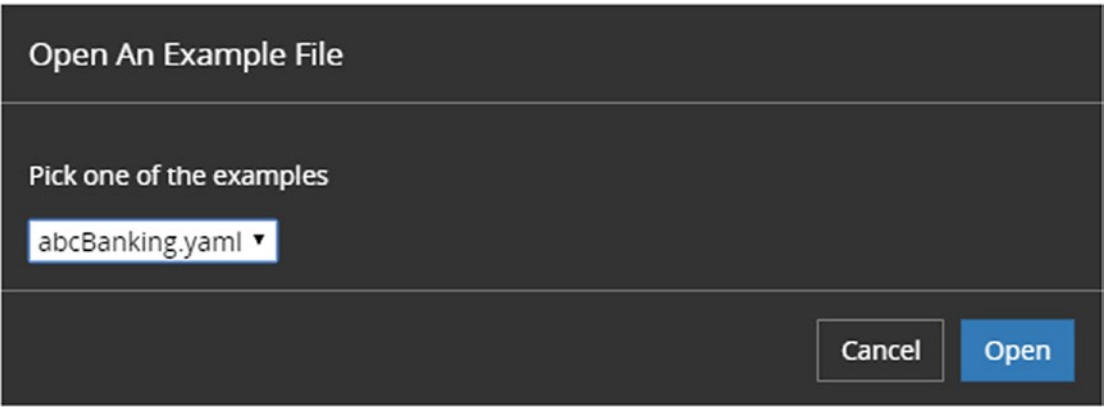 Open An Example File
Pick one of the examples
abcBanking.yaml
Cancel
Open